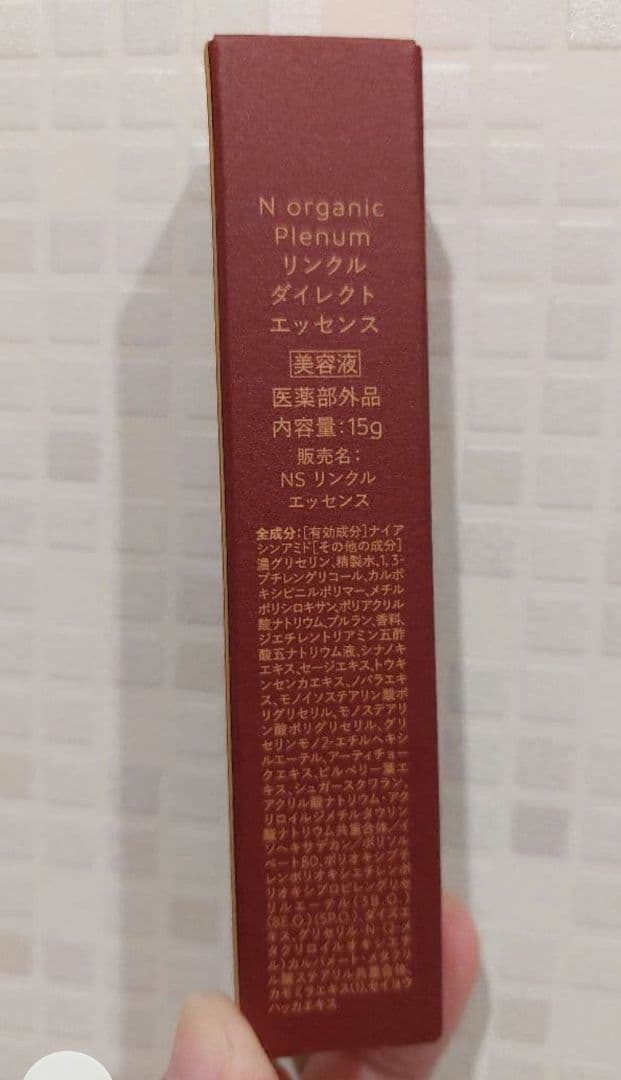 N organic
Plenum
リンクル
ダイレクト
エッセンス
美容液
医薬部外品
内容量:15g
販売名:
NS リンクル
エッセンス
全成分:[有効成分]ナイア
シンアミド[その他の成分]
濃グリセリン、精製水、1,3-
ブチレングリコール、カルボ
キシビニルポリマー、メチル
ポリシロキサン、ポリアクリル
酸ナトリウム、プルラン、香料、
ジエチレントリアミン五酢
酸五ナトリウム液、シナノキ
エキス、セージエキス、トウキ
ンセンカエキス、ノバラエキ
ス、モノイソステアリン酸ポ
リグリセリル、モノステアリ
ン酸ポリグリセリル、グリ
セリンモノ2-エチルヘキシ
ルエーテル、アーティチョー
クエキス、ビルベリー葉エ
キス、シュガースクワラン、
アクリル酸ナトリウム・アク
リロイルジメチルタウリン
酸ナトリウム共重合体/イ
ソヘキサデカン/ポリソル
ベート80、ポリオキシブチ
レンポリオキシエチレンポ
リオキシプロピレングリセ
リルエーテル(3B.O.)
(8E.O.)(5P.O.)、ダイズエ
キス、グリセリル-N-(2-メ
タクリロイルオキシエチ
ル)カルバメート・メタクリ
ル酸ステアリル共重合体、
カモミラエキス(1)、セイヨウ
ハッカエキス